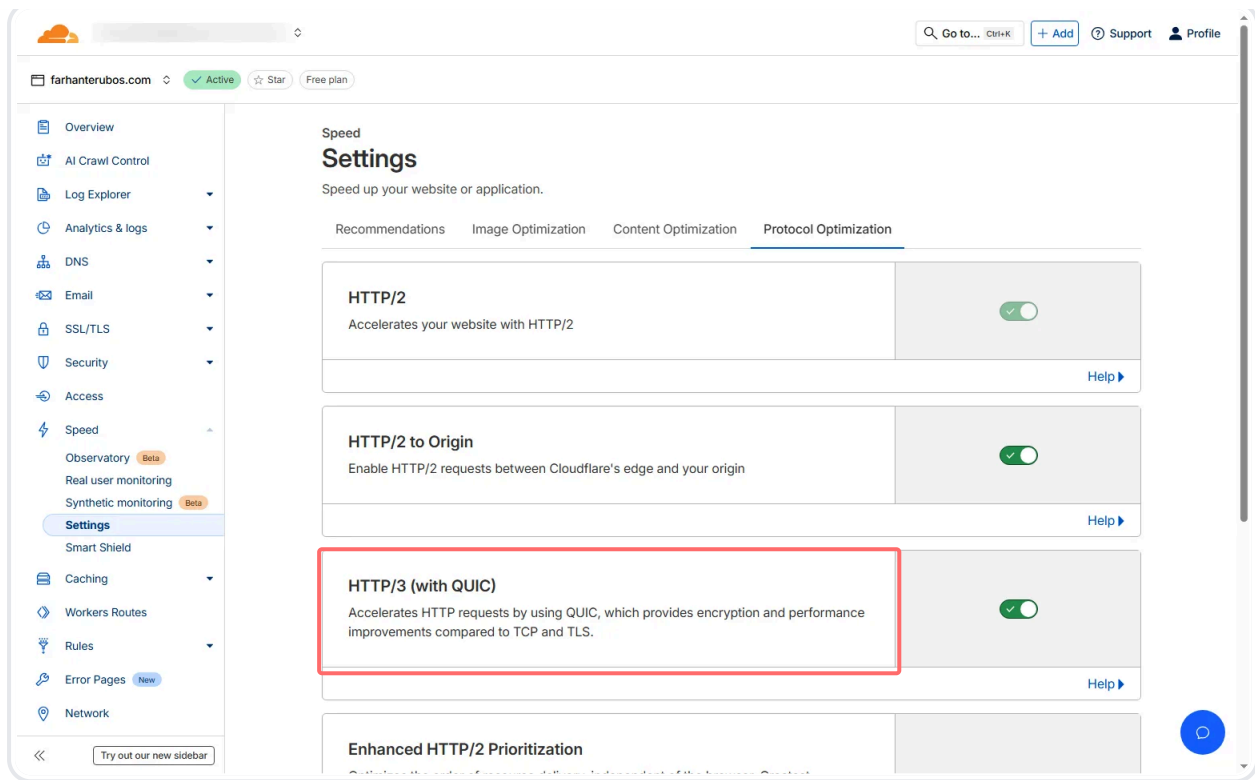 Go to... Ctrl+K + Add Support Profile
farhanterubos.com Active Star Free plan
Overview
AI Crawl Control
Log Explorer
Analytics & logs
DNS
Email
SSL/TLS
Security
Access
Speed
Observatory Beta
Real user monitoring
Synthetic monitoring Beta
Settings
Smart Shield
Caching
Workers Routes
Rules
Error Pages New
Network
Try out our new sidebar
Speed
Settings
Speed up your website or application.
Recommendations Image Optimization Content Optimization Protocol Optimization
HTTP/2
Accelerates your website with HTTP/2
Help
HTTP/2 to Origin
Enable HTTP/2 requests between Cloudflare's edge and your origin
Help
HTTP/3 (with QUIC)
Accelerates HTTP requests by using QUIC, which provides encryption and performance
improvements compared to TCP and TLS.
Help
Enhanced HTTP/2 Prioritization